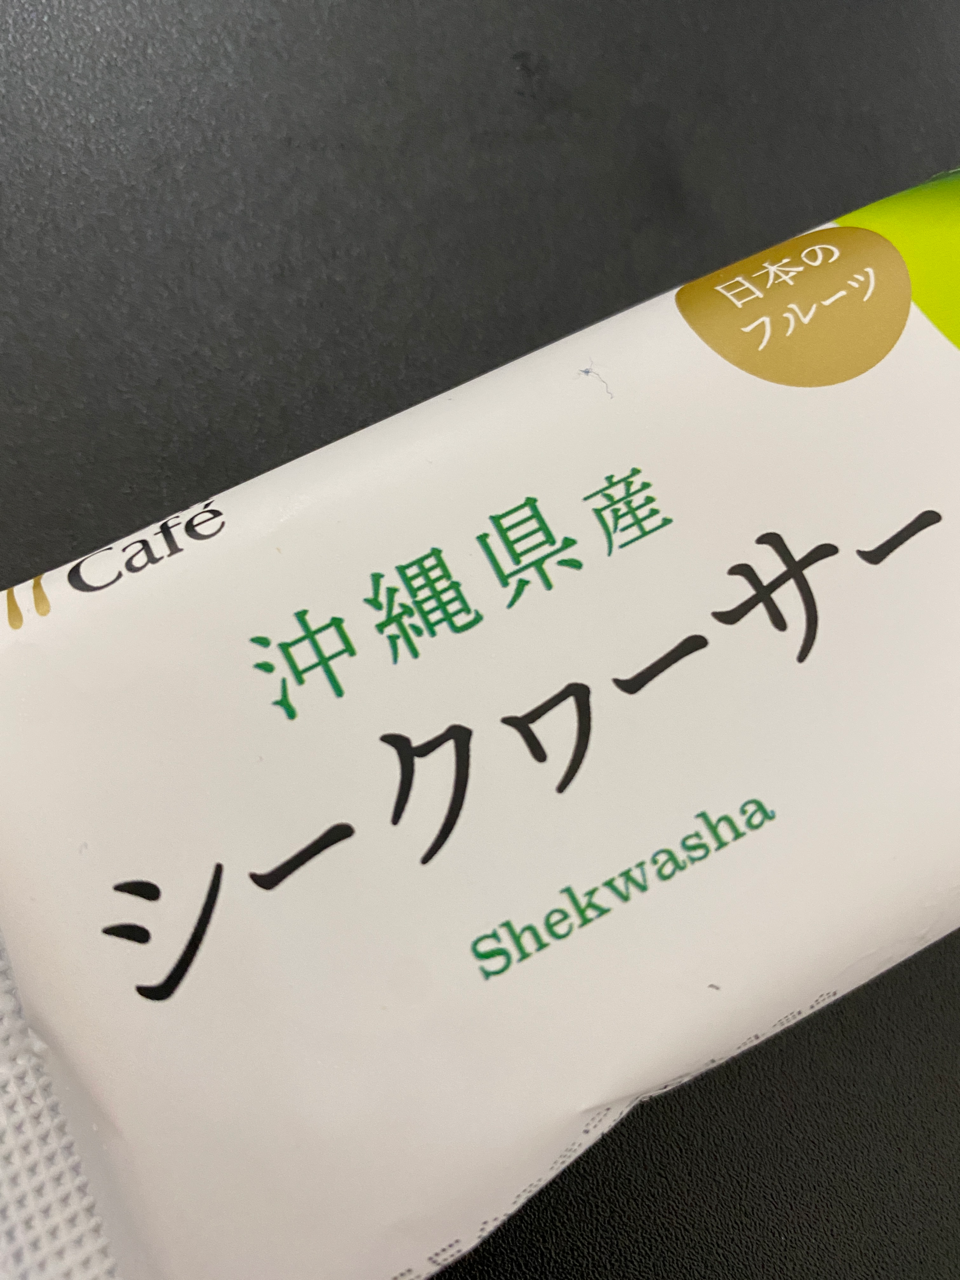 日本の
フルーツ
Café
沖縄県産
シークヮーサー
Shekwasha